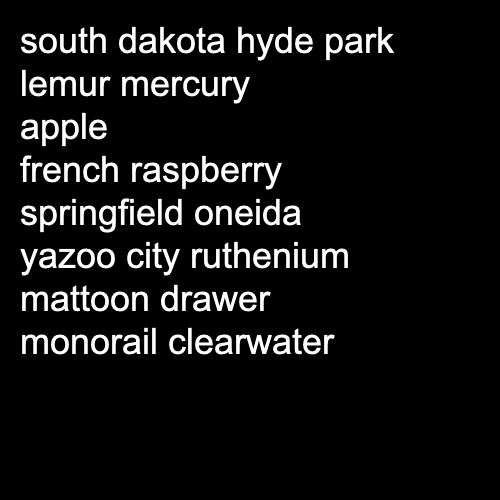 south dakota hyde park
lemur mercury
apple
french raspberry
springfield oneida
yazoo city ruthenium
mattoon drawer
monorail clearwater